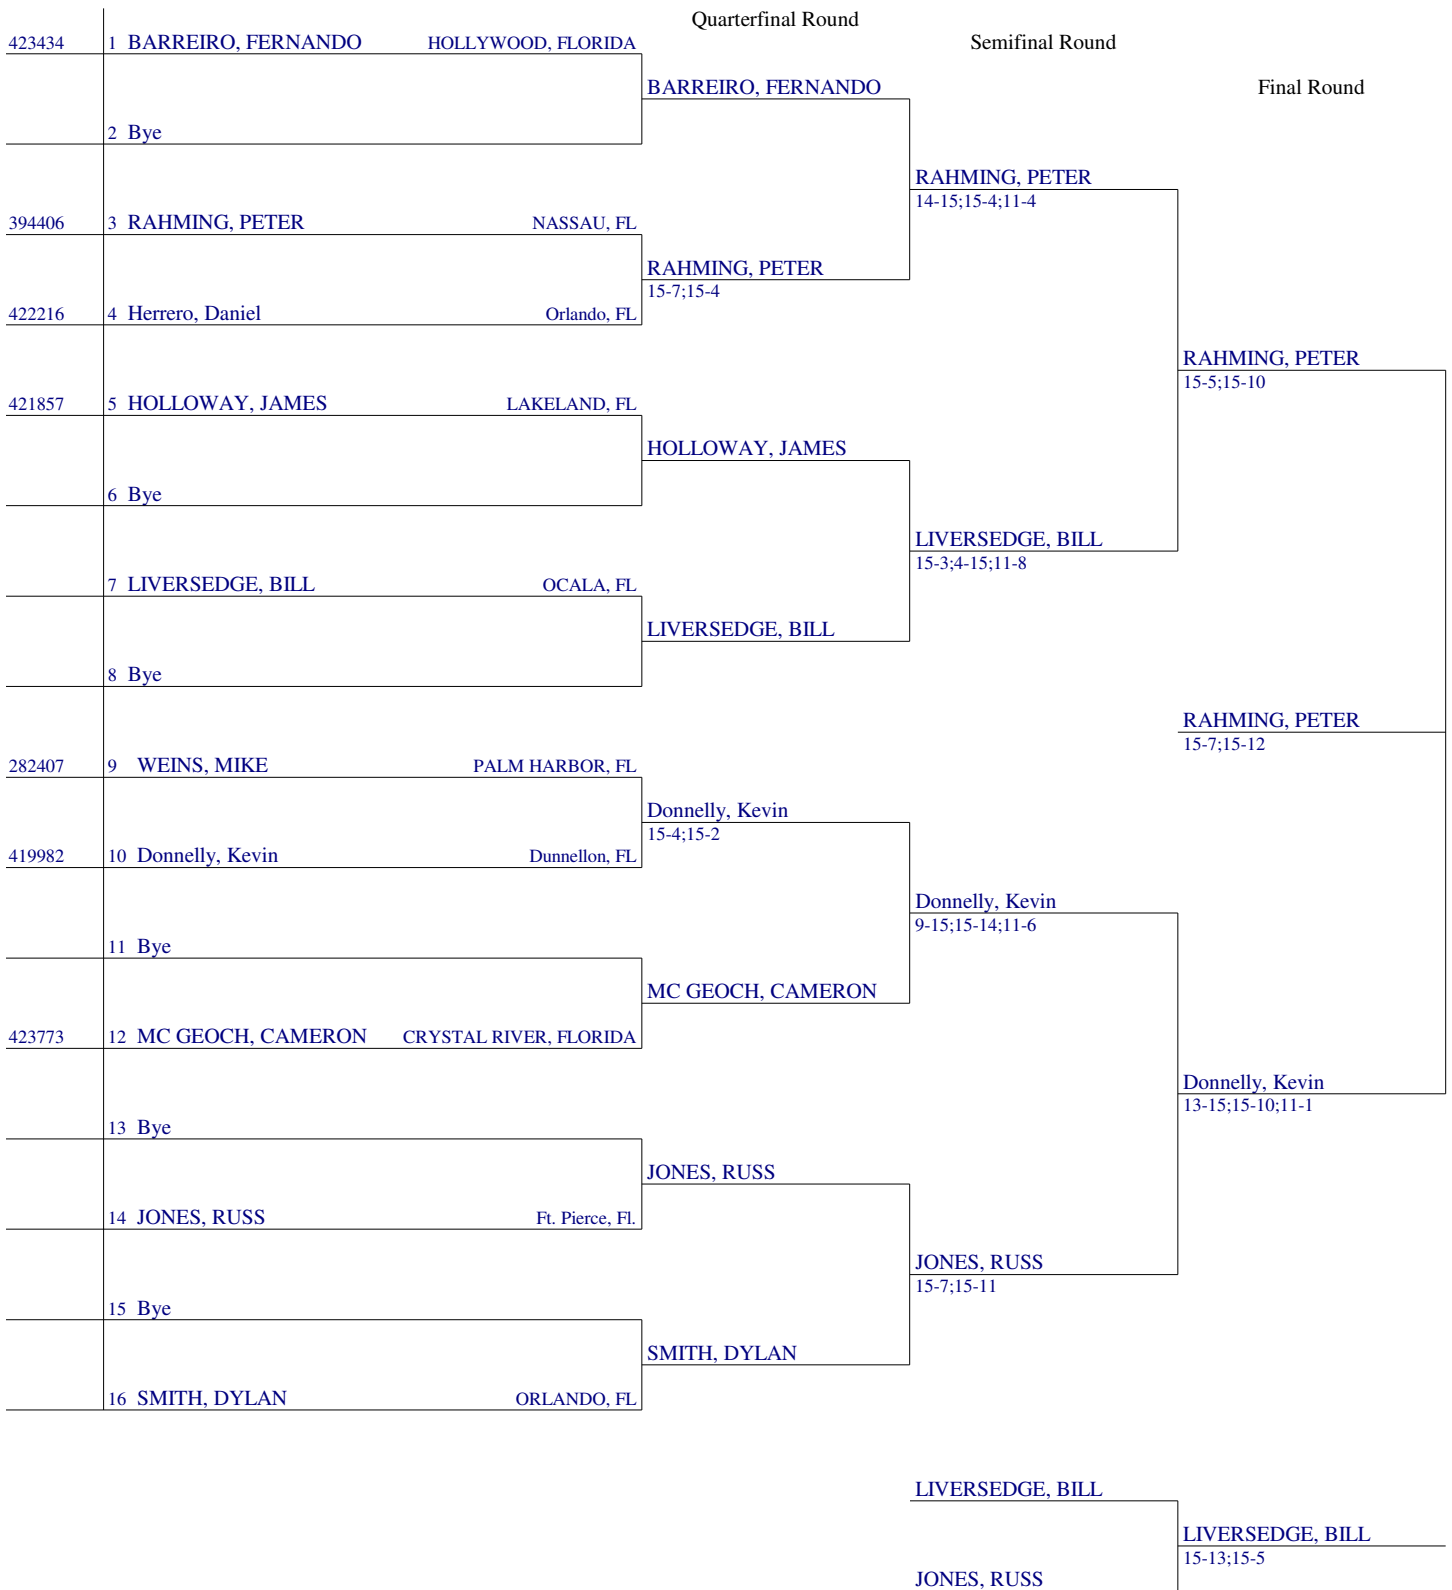 Quarterfinal Round
423434 1 BARREIRO, FERNANDO HOLLYWOOD, FLORIDA
Semifinal Round
BARREIRO, FERNANDO
Final Round
2 Bye
RAHMING, PETER
14-15;15-4;11-4
394406 3 RAHMING, PETER NASSAU, FL
RAHMING, PETER
15-7;15-4
422216 4 Herrero, Daniel Orlando, FL
RAHMING, PETER
15-5;15-10
421857 5 HOLLOWAY, JAMES LAKELAND, FL
HOLLOWAY, JAMES
6 Bye
LIVERSEDGE, BILL
15-3;4-15;11-8
7 LIVERSEDGE, BILL OCALA, FL
LIVERSEDGE, BILL
8 Bye
RAHMING, PETER
15-7;15-12
282407 9 WEINS, MIKE PALM HARBOR, FL
Donnelly, Kevin
15-4;15-2
419982 10 Donnelly, Kevin Dunnellon, FL
Donnelly, Kevin
9-15;15-14;11-6
11 Bye
MC GEOCH, CAMERON
423773 12 MC GEOCH, CAMERON CRYSTAL RIVER, FLORIDA
Donnelly, Kevin
13-15;15-10;11-1
13 Bye
JONES, RUSS
14 JONES, RUSS Ft. Pierce, Fl.
JONES, RUSS
15-7;15-11
15 Bye
SMITH, DYLAN
16 SMITH, DYLAN ORLANDO, FL
LIVERSEDGE, BILL
LIVERSEDGE, BILL
15-13;15-5
JONES, RUSS